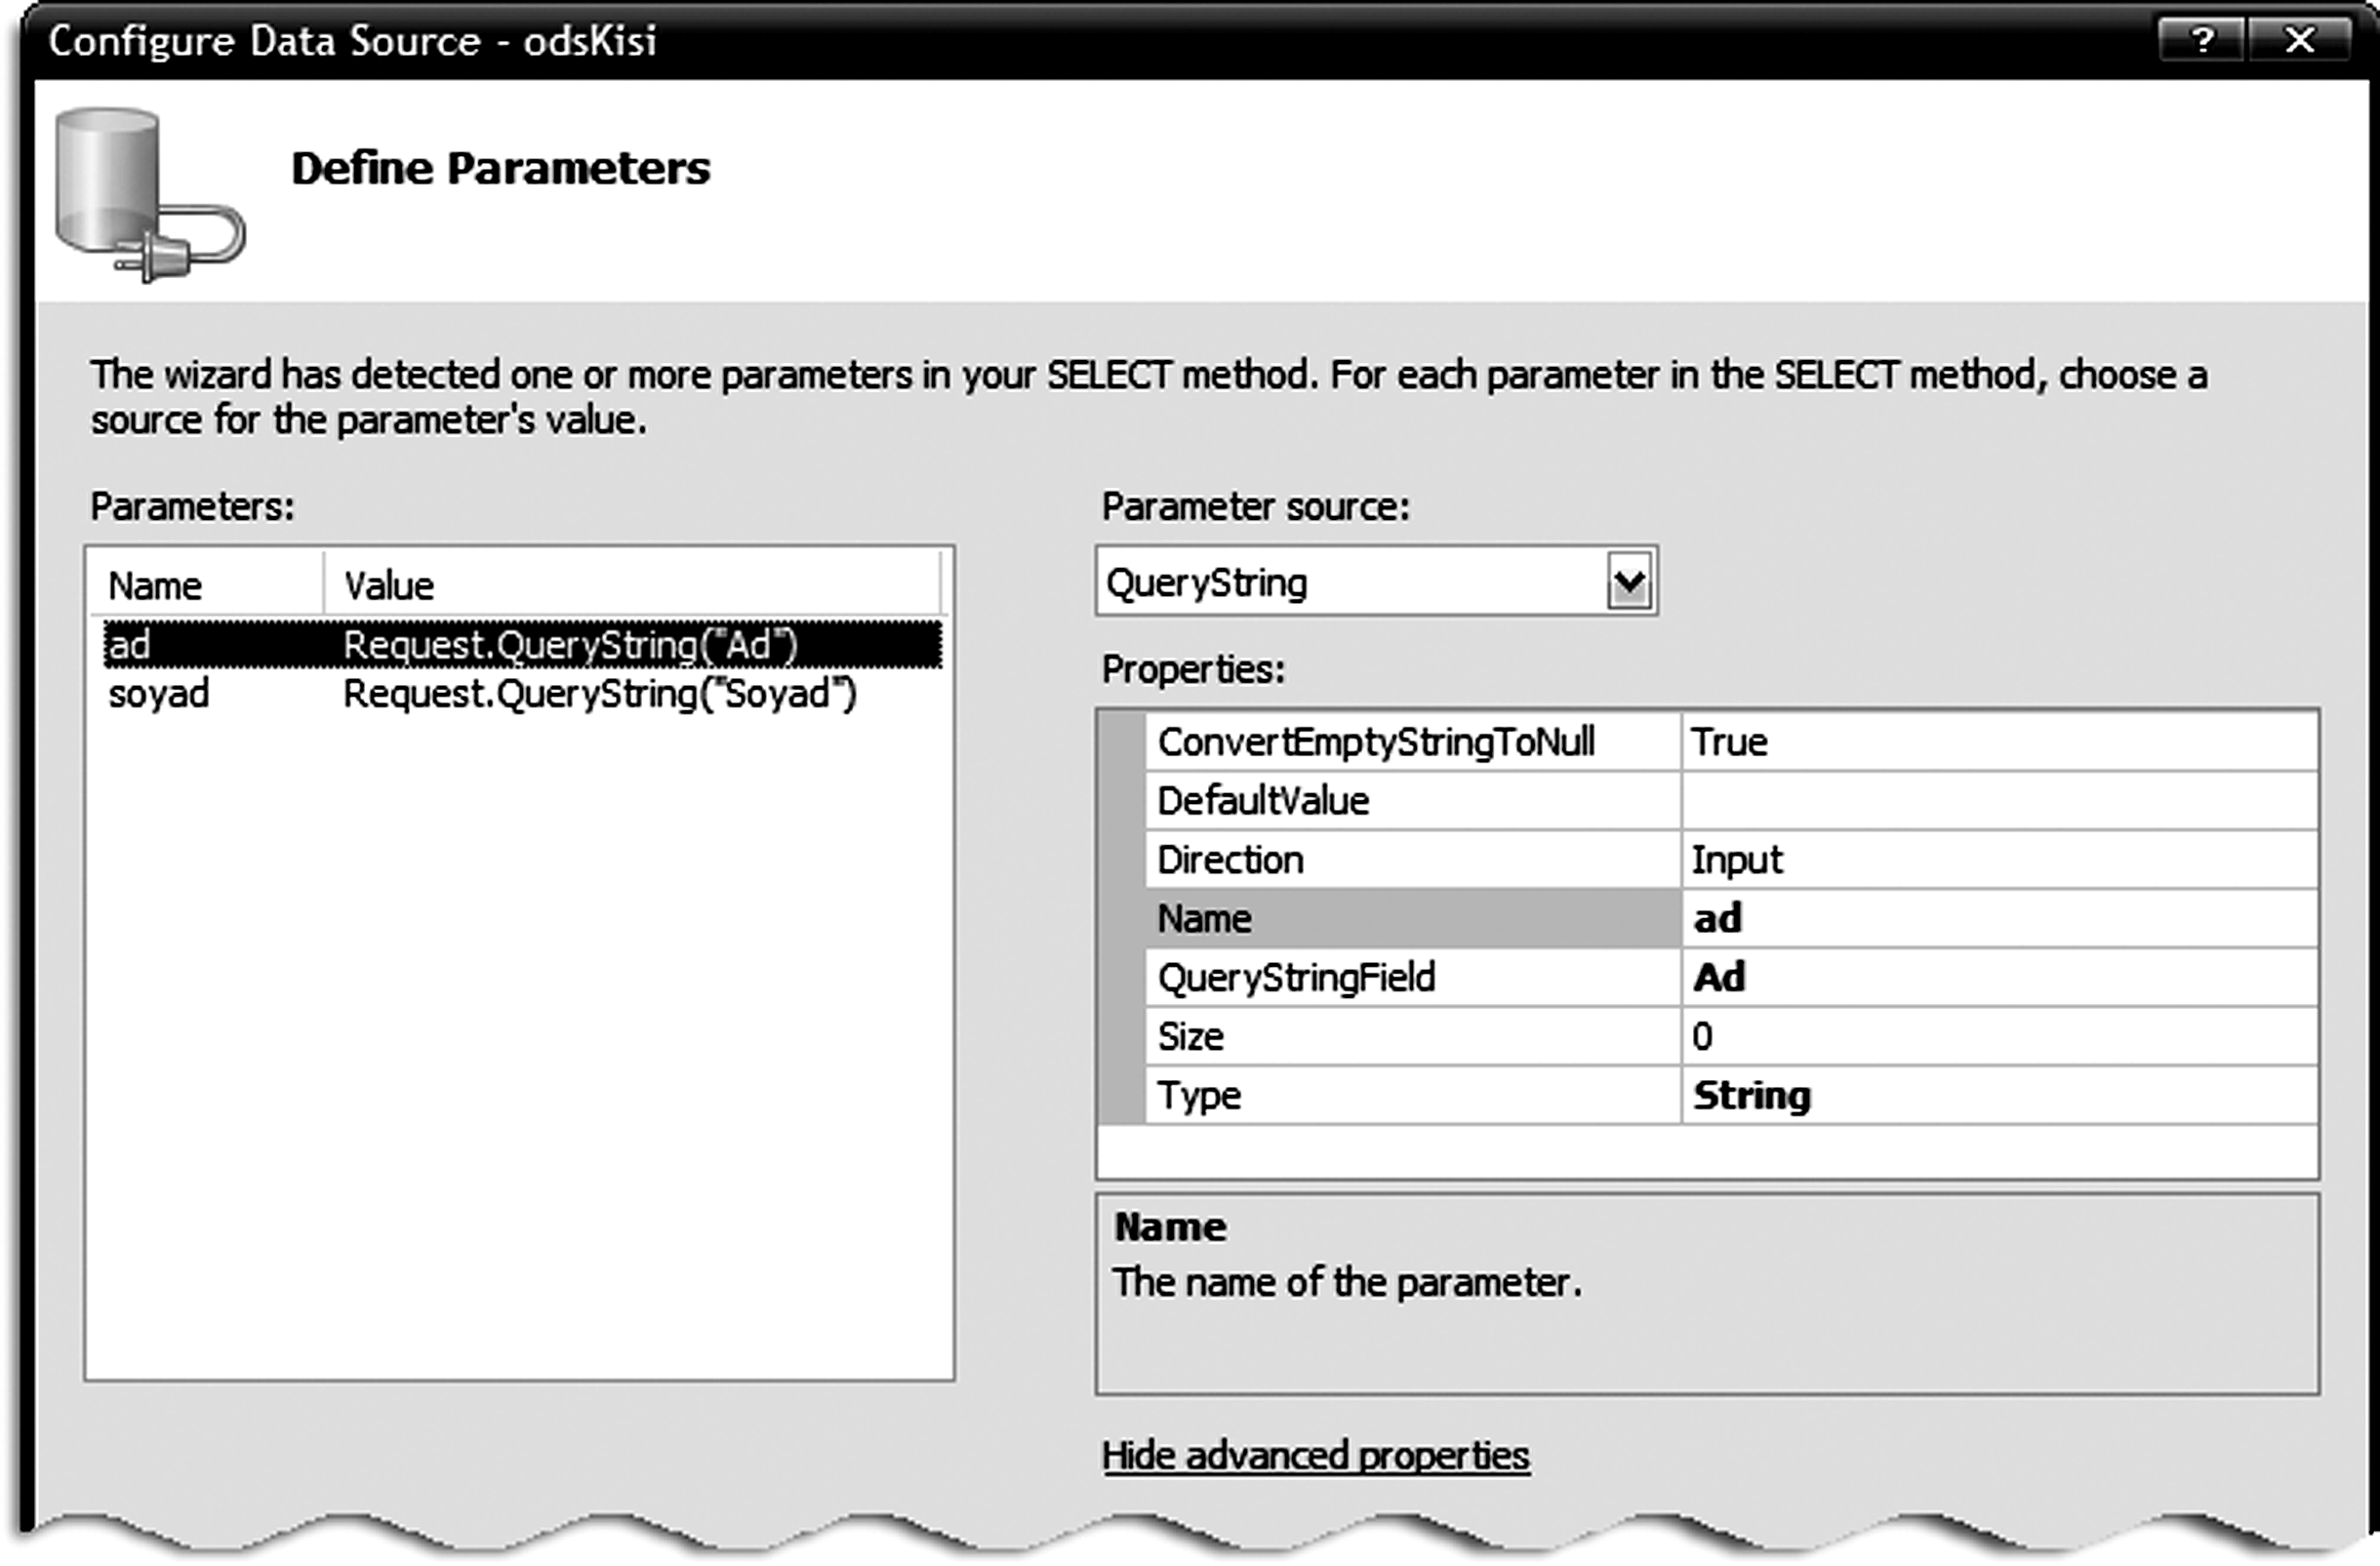 Configure Data Source - odsKisi
? X
Define Parameters
The wizard has detected one or more parameters in your SELECT method. For each parameter in the SELECT method, choose a
source for the parameter's value.
Parameters:
Name Value
ad Request.QueryString("Ad")
soyad Request.QueryString("Soyad")
Parameter source:
QueryString
Properties:
ConvertEmptyStringToNull True
DefaultValue
Direction Input
Name ad
QueryStringField Ad
Size 0
Type String
Name
The name of the parameter.
Hide advanced properties